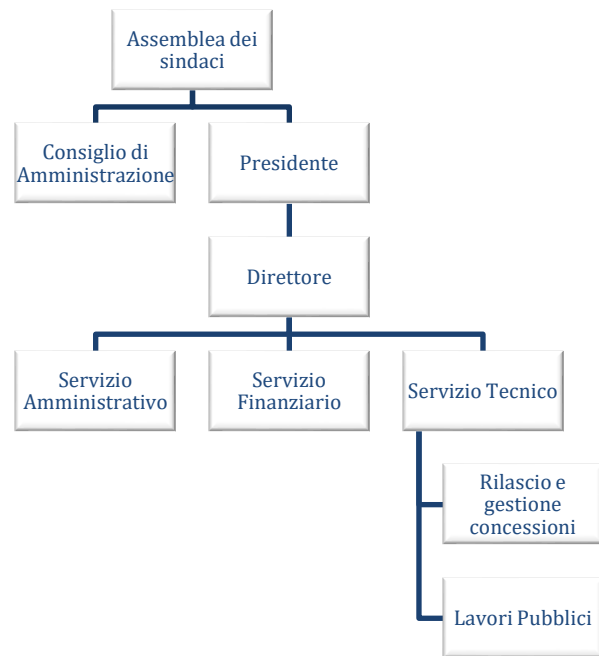 Assemblea dei
sindaci
Consiglio di
Amministrazione
Presidente
Direttore
Servizio
Amministrativo
Servizio
Finanziario
Servizio Tecnico
Rilascio e
gestione
concessioni
Lavori Pubblici